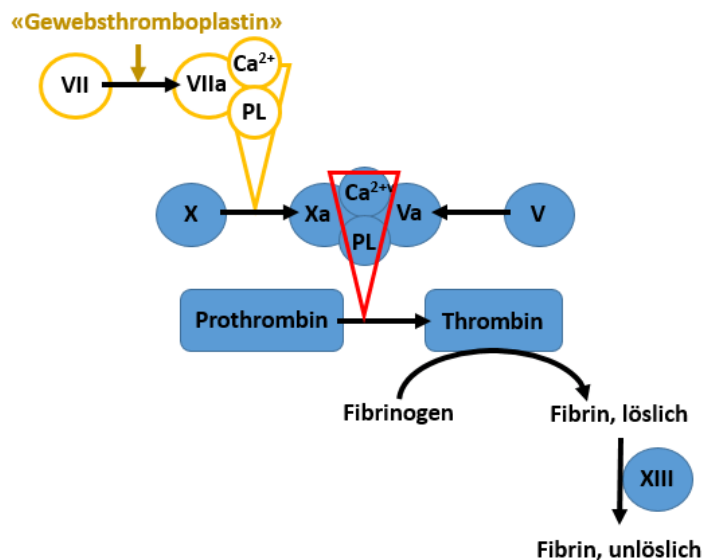 «Gewebsthromboplastin»
VII
VIIa
Ca²⁺
PL
X
Xa
Ca²⁺ᵛ
PL
Va
V
Prothrombin
Thrombin
Fibrinogen
Fibrin, löslich
XIII
Fibrin, unlöslich